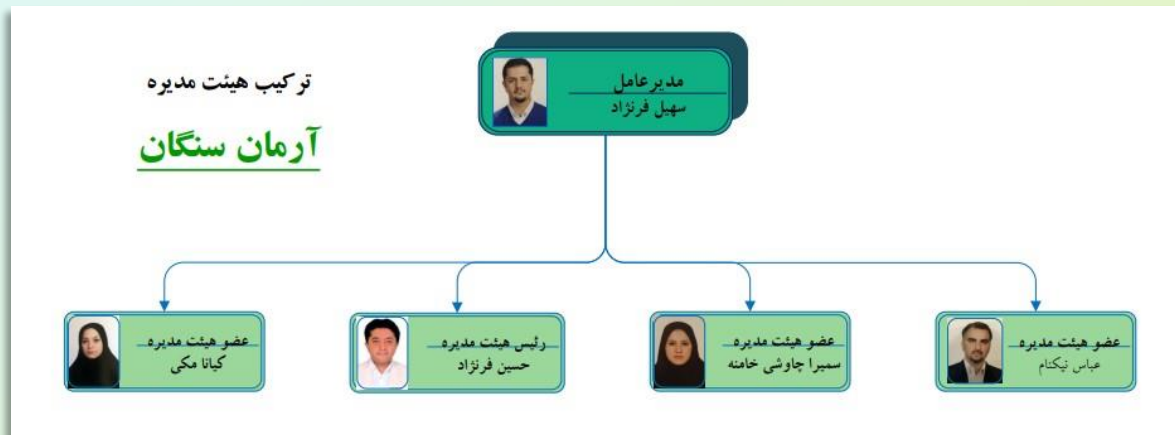 ترکیب هیئت مدیره
آرمان سنگان
مدیرعامل
سهیل فرنژاد
عضو هیئت مدیره
عباس نیکنام
عضو هیئت مدیره
سمیرا چاوشی خامنه
رئیس هیئت مدیره
حسین فرنژاد
عضو هیئت مدیره
کیانا مکی